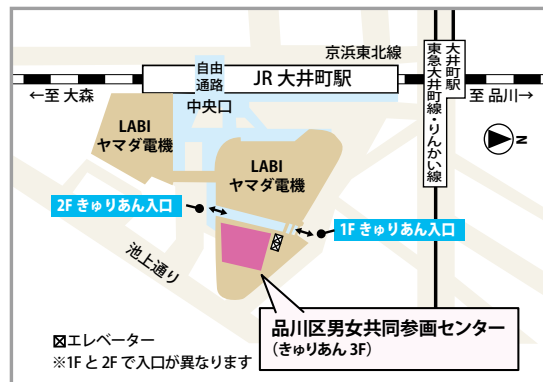 京浜東北線
自由
通路
JR 大井町駅
大井町駅
東急大井町線・りんかい線
←至 大森
中央口
至 品川→
LABI
ヤマダ電機
LABI
ヤマダ電機
N
2F きゅりあん入口
1F きゅりあん入口
池上通り
品川区男女共同参画センター
（きゅりあん 3F）
エレベーター
※1F と 2F で入口が異なります